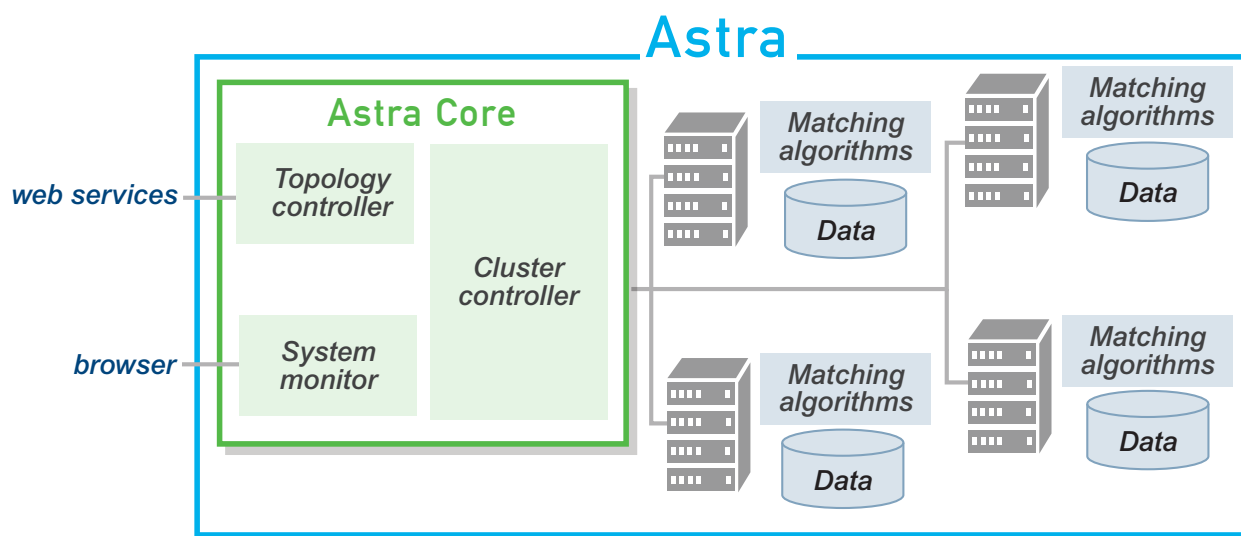 Astra
Astra Core
web services
Topology
controller
Cluster
controller
browser
System
monitor
Matching
algorithms
Data
Matching
algorithms
Data
Matching
algorithms
Data
Matching
algorithms
Data